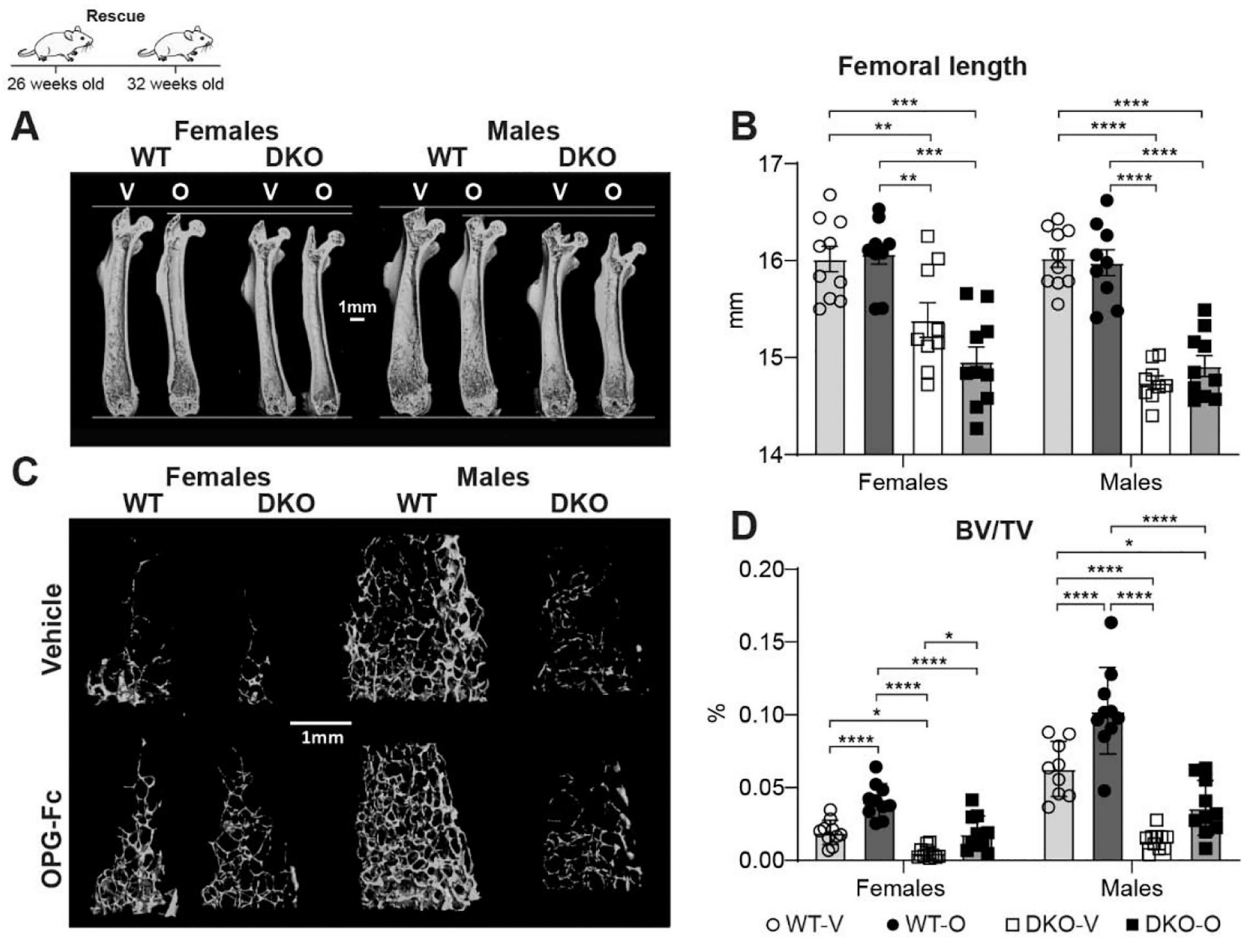 Rescue
26 weeks old 32 weeks old
A
Females Males
WT DKO WT DKO
V O V O V O V O
1mm
B
Femoral length
*** ****
** ****
*** ****
** ****
17
16
15
14
mm
Females Males
C
Females Males
WT DKO WT DKO
Vehicle
OPG-Fc
1mm
D
BV/TV
****
*
****
**** ****
*
****
****
*
****
0.20
0.15
0.10
0.05
0.00
%
Females Males
WT-V WT-O DKO-V DKO-O